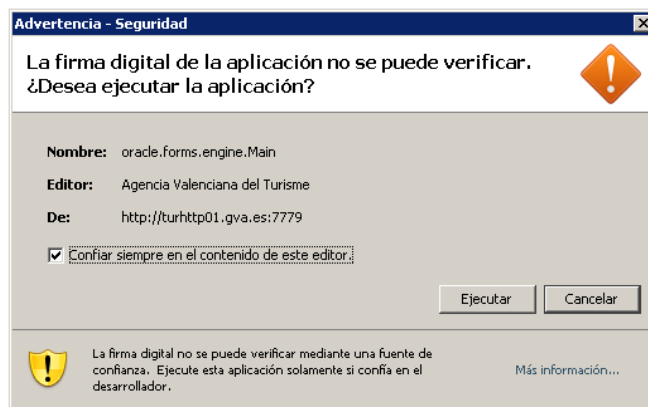 Advertencia - Seguridad
La firma digital de la aplicación no se puede verificar.
¿Desea ejecutar la aplicación?
Nombre: oracle.forms.engine.Main
Editor: Agencia Valenciana del Turisme
De: http://turhttp01.gva.es:7779
Confiar siempre en el contenido de este editor.
Ejecutar Cancelar
La firma digital no se puede verificar mediante una fuente de
confianza. Ejecute esta aplicación solamente si confía en el
desarrollador.
Más información...